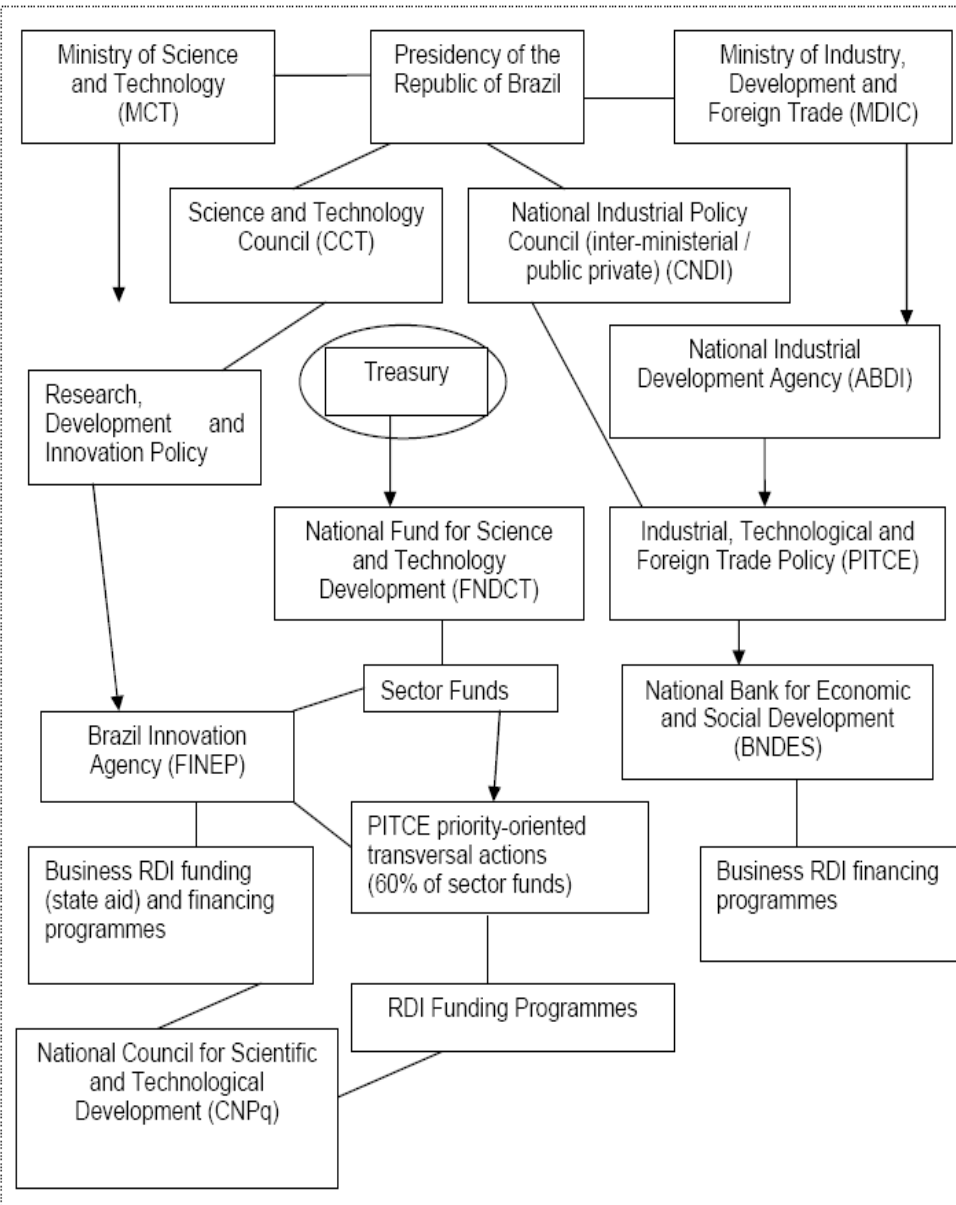 Ministry of Science
and Technology
(MCT)
Presidency of the
Republic of Brazil
Ministry of Industry,
Development and
Foreign Trade (MDIC)
Science and Technology
Council (CCT)
National Industrial Policy
Council (inter-ministerial /
public private) (CNDI)
National Industrial
Development Agency (ABDI)
Treasury
Research,
Development and
Innovation Policy
National Fund for Science
and Technology
Development (FNDCT)
Industrial, Technological and
Foreign Trade Policy (PITCE)
Sector Funds
National Bank for Economic
and Social Development
(BNDES)
Brazil Innovation
Agency (FINEP)
PITCE priority-oriented
transversal actions
(60% of sector funds)
Business RDI funding
(state aid) and financing
programmes
Business RDI financing
programmes
RDI Funding Programmes
National Council for Scientific
and Technological
Development (CNPq)